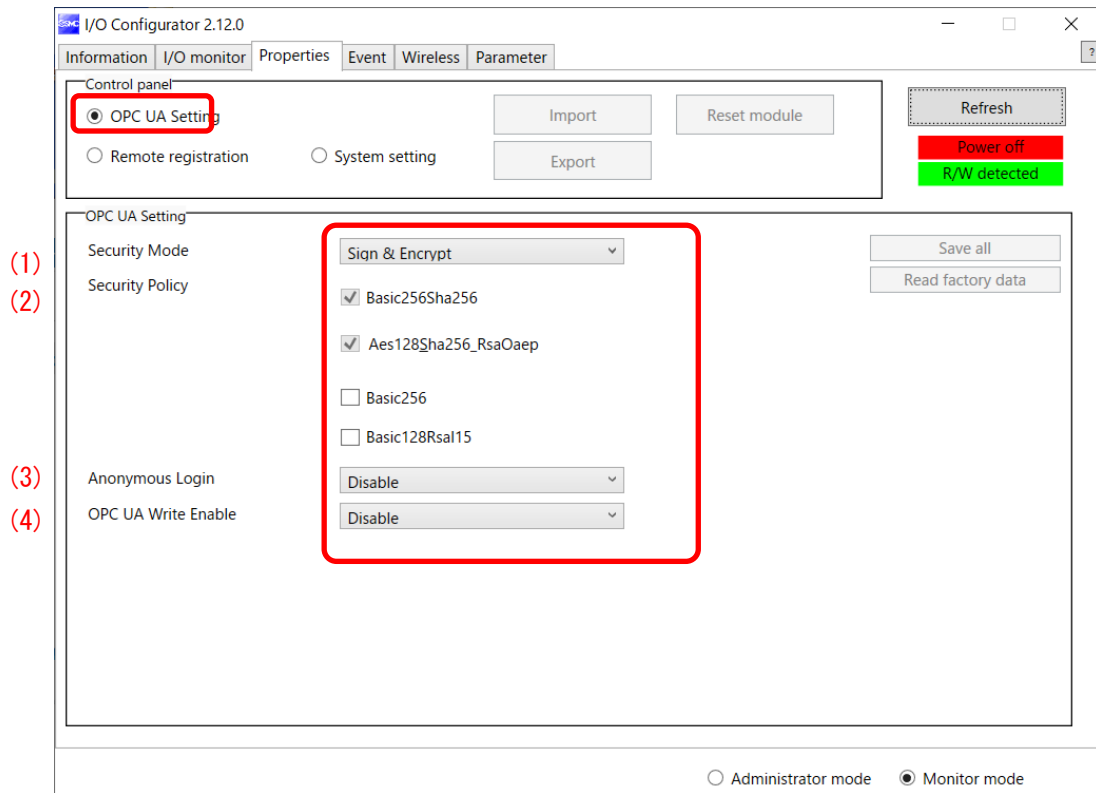 SMC I/O Configurator 2.12.0
Information I/O monitor Properties Event Wireless Parameter ?
Control panel
OPC UA Setting Import Reset module Refresh
Remote registration System setting Export Power off
R/W detected
OPC UA Setting
(1) Security Mode Sign & Encrypt Save all
(2) Security Policy Basic256Sha256 Read factory data
Aes128Sha256_RsaOaep
Basic256
Basic128Rsal15
(3) Anonymous Login Disable
(4) OPC UA Write Enable Disable
Administrator mode Monitor mode